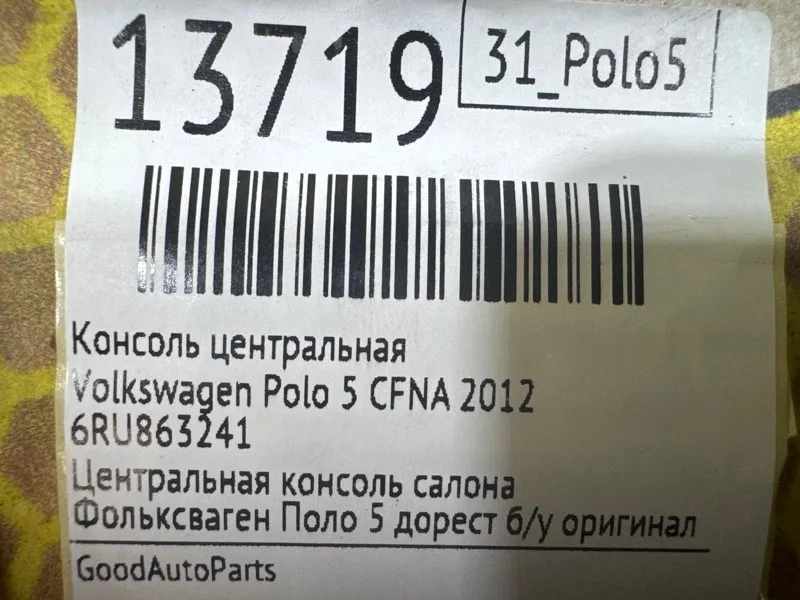 13719
31_Polo5
Консоль центральная
Volkswagen Polo 5 CFNA 2012
6RU863241
Центральная консоль салона
Фольксваген Поло 5 дорест б/у оригинал
GoodAutoParts